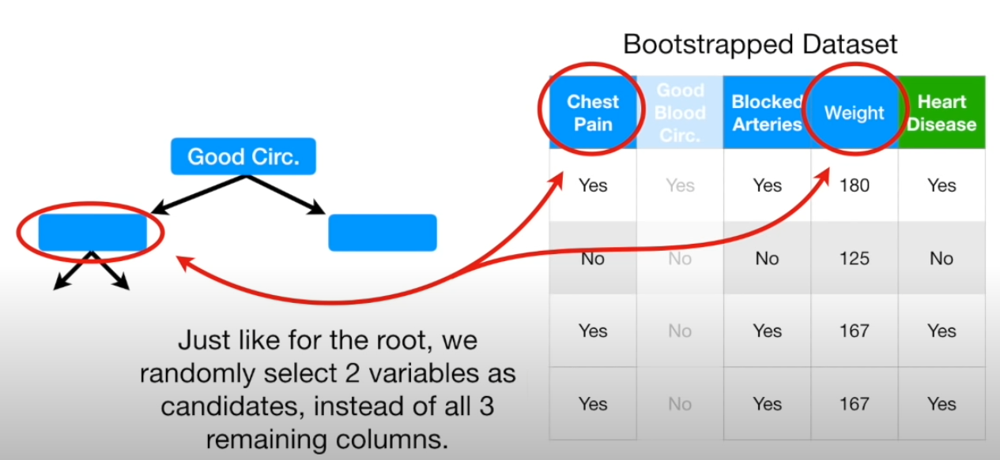 Bootstrapped Dataset
Chest Pain
Good Blood Circ.
Blocked Arteries
Weight
Heart Disease
Yes Yes Yes 180 Yes
No No No 125 No
Yes No Yes 167 Yes
Yes No Yes 167 Yes
Good Circ.
Just like for the root, we
randomly select 2 variables as
candidates, instead of all 3
remaining columns.